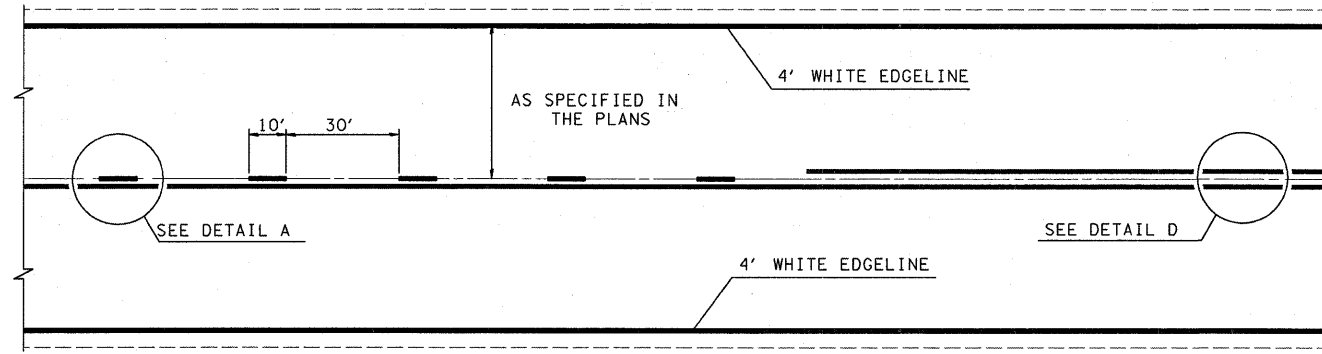 4' WHITE EDGELINE
AS SPECIFIED IN
THE PLANS
10' 30'
SEE DETAIL A
SEE DETAIL D
4' WHITE EDGELINE